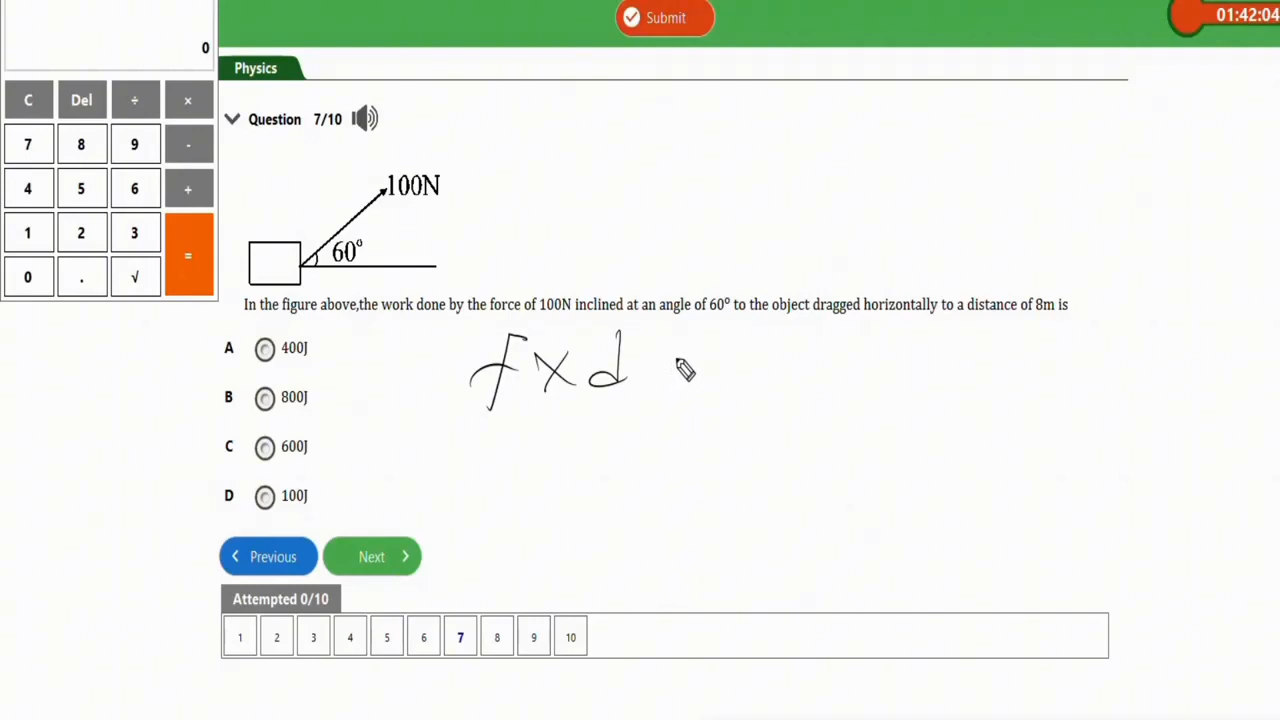 Submit
01:42:04
0
C Del ÷ ×
7 8 9 -
4 5 6 +
1 2 3 =
0 . √
Physics
Question 7/10
100N
60°
In the figure above,the work done by the force of 100N inclined at an angle of 60° to the object dragged horizontally to a distance of 8m is
A 400J
B 800J
C 600J
D 100J
f x d
Previous
Next
Attempted 0/10
1 2 3 4 5 6 7 8 9 10